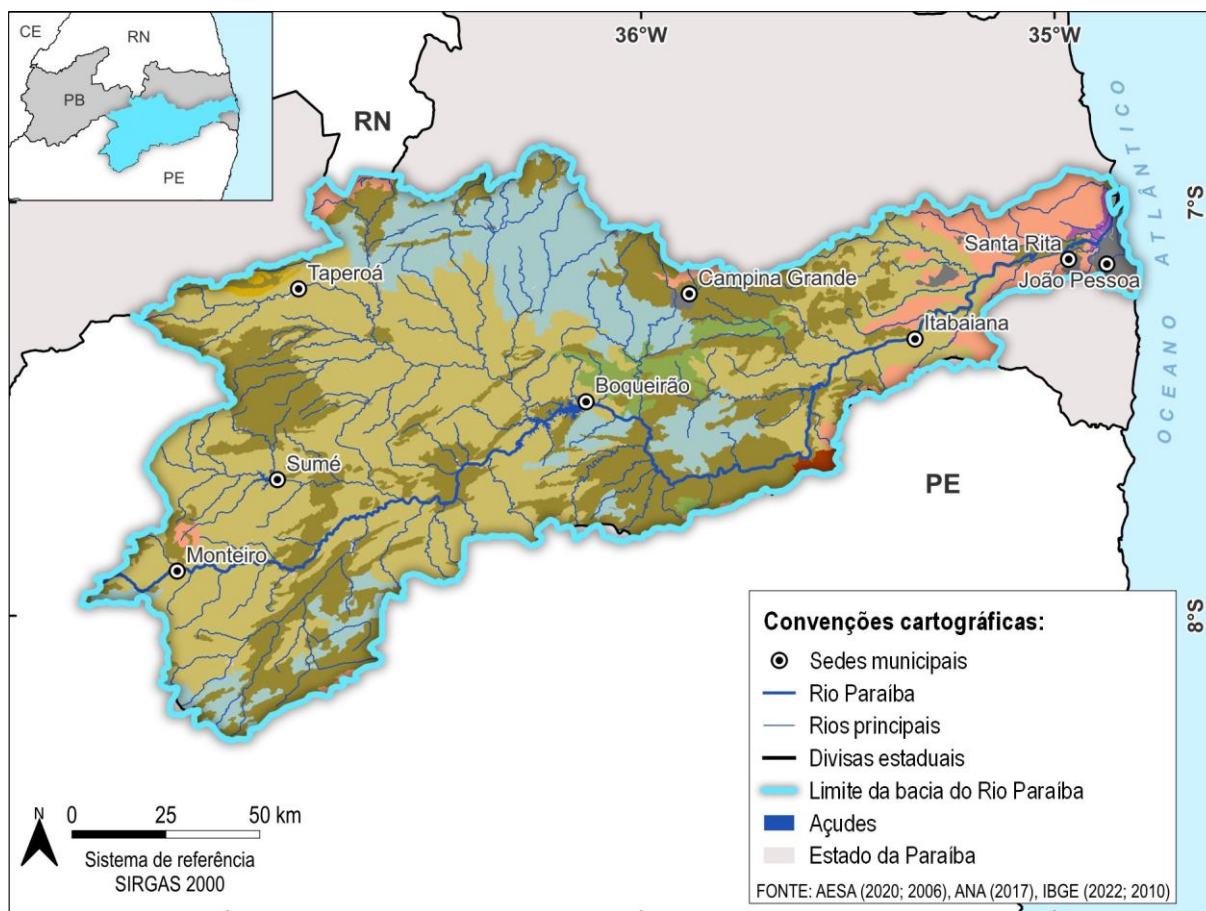 CE
RN
PB
PE
36°W
35°W
RN
OCEANO ATLÂNTICO
7°S
Taperoá
Campina Grande
Santa Rita
João Pessoa
Itabaiana
Boqueirão
Sumé
Monteiro
PE
8°S
N
0 25 50 km
Sistema de referência
SIRGAS 2000
Convenções cartográficas:
Sedes municipais
Rio Paraíba
Rios principais
Divisas estaduais
Limite da bacia do Rio Paraíba
Açudes
Estado da Paraíba
FONTE: AESA (2020; 2006), ANA (2017), IBGE (2022; 2010)